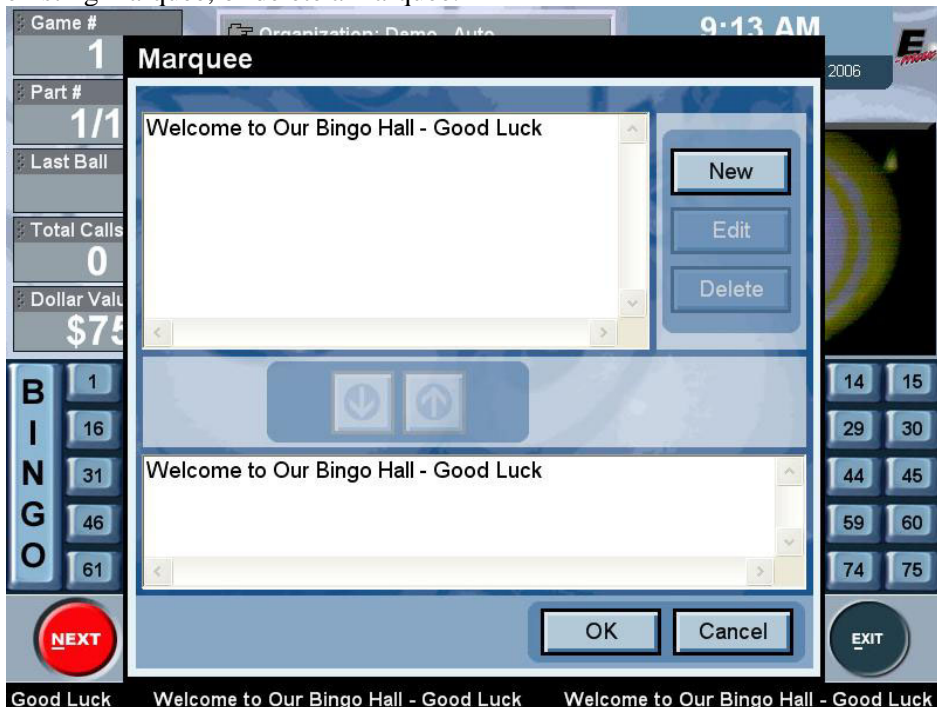 Game #
1
Organization: Demo - Auto
9:13 AM
2006
E
Marquee
Part #
1/1
Welcome to Our Bingo Hall - Good Luck
Last Ball
New
Total Calls
0
Edit
Delete
Dollar Valu
$75
B 1 14 15
I 16 29 30
N 31 44 45
G 46 59 60
O 61 74 75
Welcome to Our Bingo Hall - Good Luck
NEXT
OK
Cancel
EXIT
Good Luck Welcome to Our Bingo Hall - Good Luck Welcome to Our Bingo Hall - Good Luck